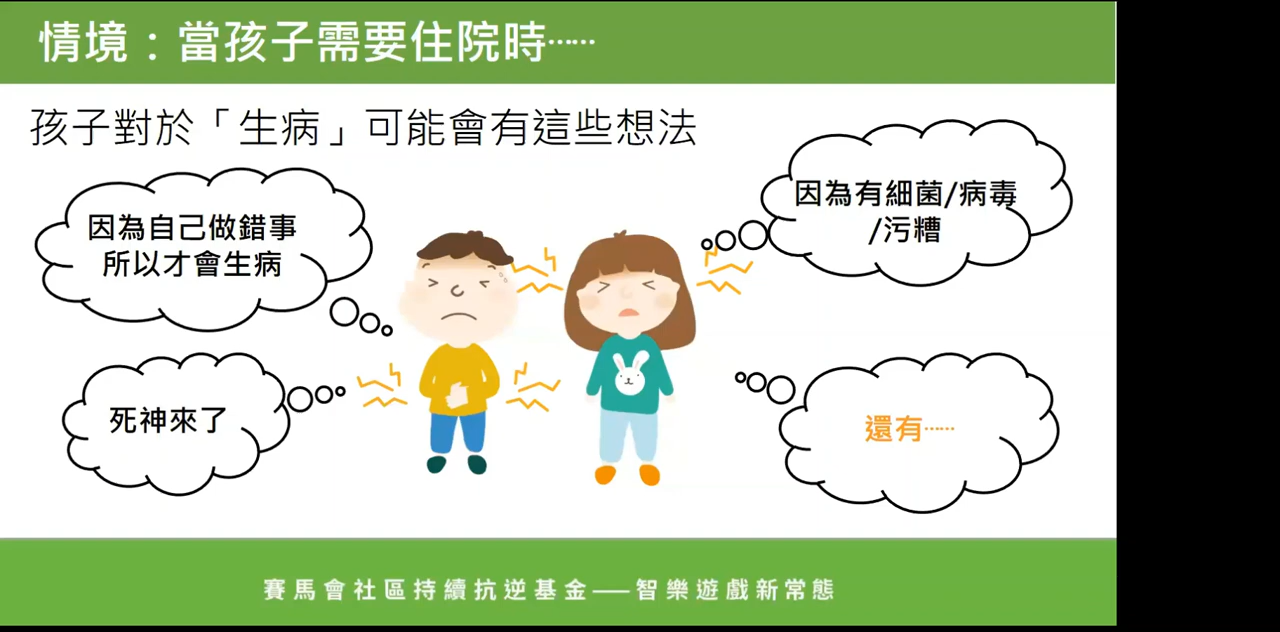 情境：當孩子需要住院時⋯⋯
孩子對於「生病」可能會有這些想法
因為自己做錯事
所以才會生病
因為有細菌/病毒
/污糟
死神來了
還有⋯⋯
賽馬會社區持續抗逆基金——智樂遊戲新常態